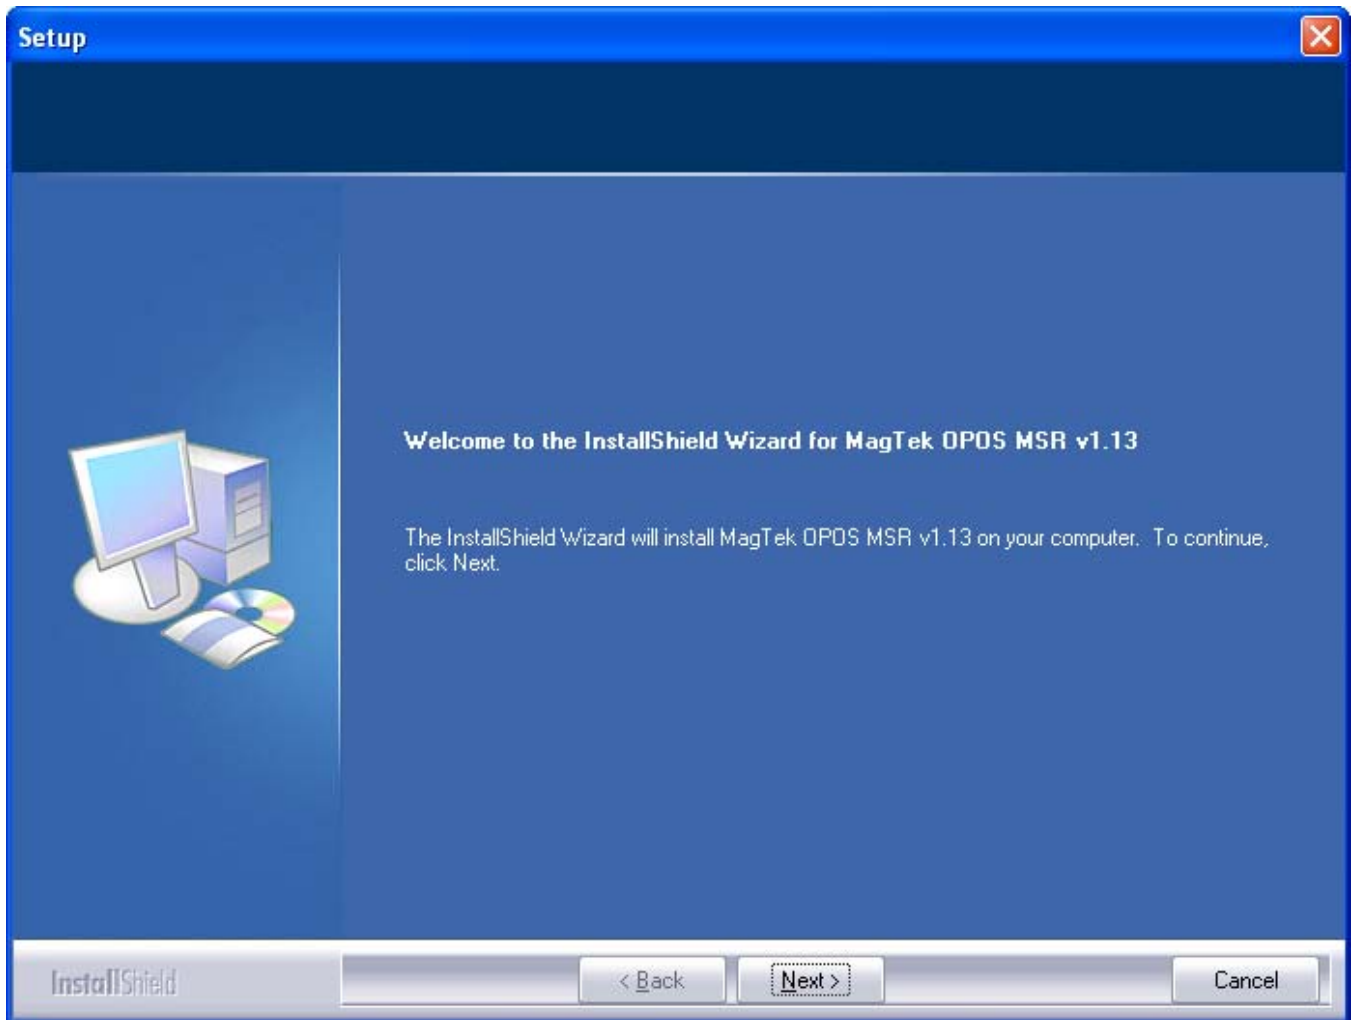 Setup
Welcome to the InstallShield Wizard for MagTek OPOS MSR v1.13
The InstallShield Wizard will install MagTek OPOS MSR v1.13 on your computer.  To continue,
click Next.
InstallShield
< Back
Next >
Cancel